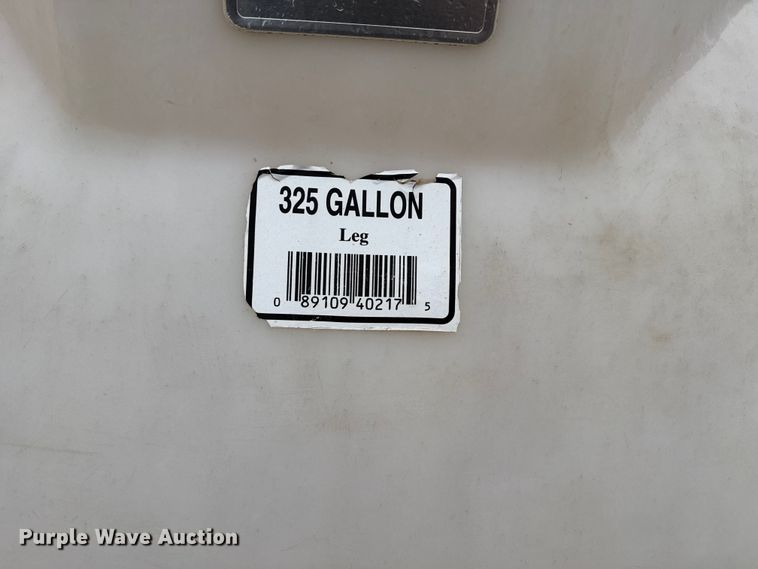 325 GALLON
Leg
0 89109 40217 5
Purple Wave Auction